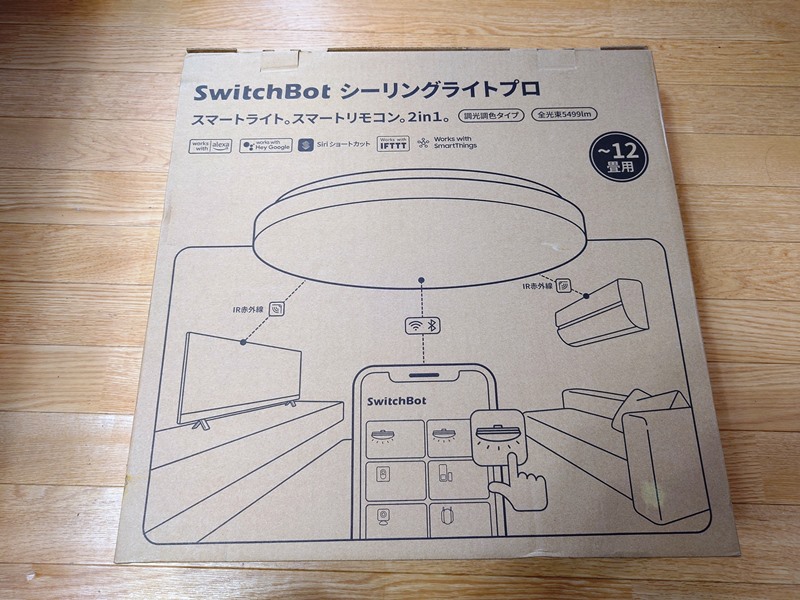 SwitchBot シーリングライトプロ
スマートライト。スマートリモコン。2in1。 調光調色タイプ 全光束5499lm
works with alexa works with Hey Google Siri ショートカット Works with IFTTT Works with SmartThings
~12
畳用
IR赤外線
IR赤外線
SwitchBot